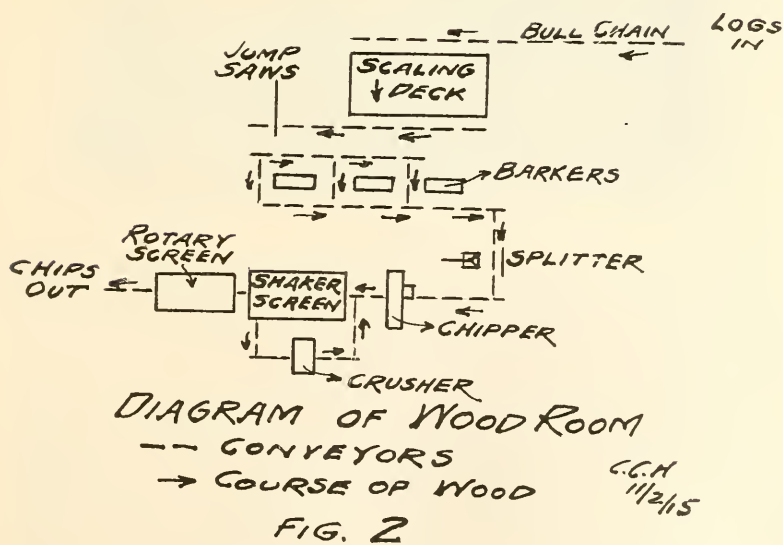 LOGS
IN
BULL CHAIN
JUMP
SAWS
SCALING
DECK
BARKERS
SPLITTER
ROTARY
SCREEN
CHIPS
OUT
SHAKER
SCREEN
CHIPPER
CRUSHER
DIAGRAM OF WOOD ROOM
CONVEYORS
COURSE OF WOOD
C.C.H
11/2/15
FIG. 2